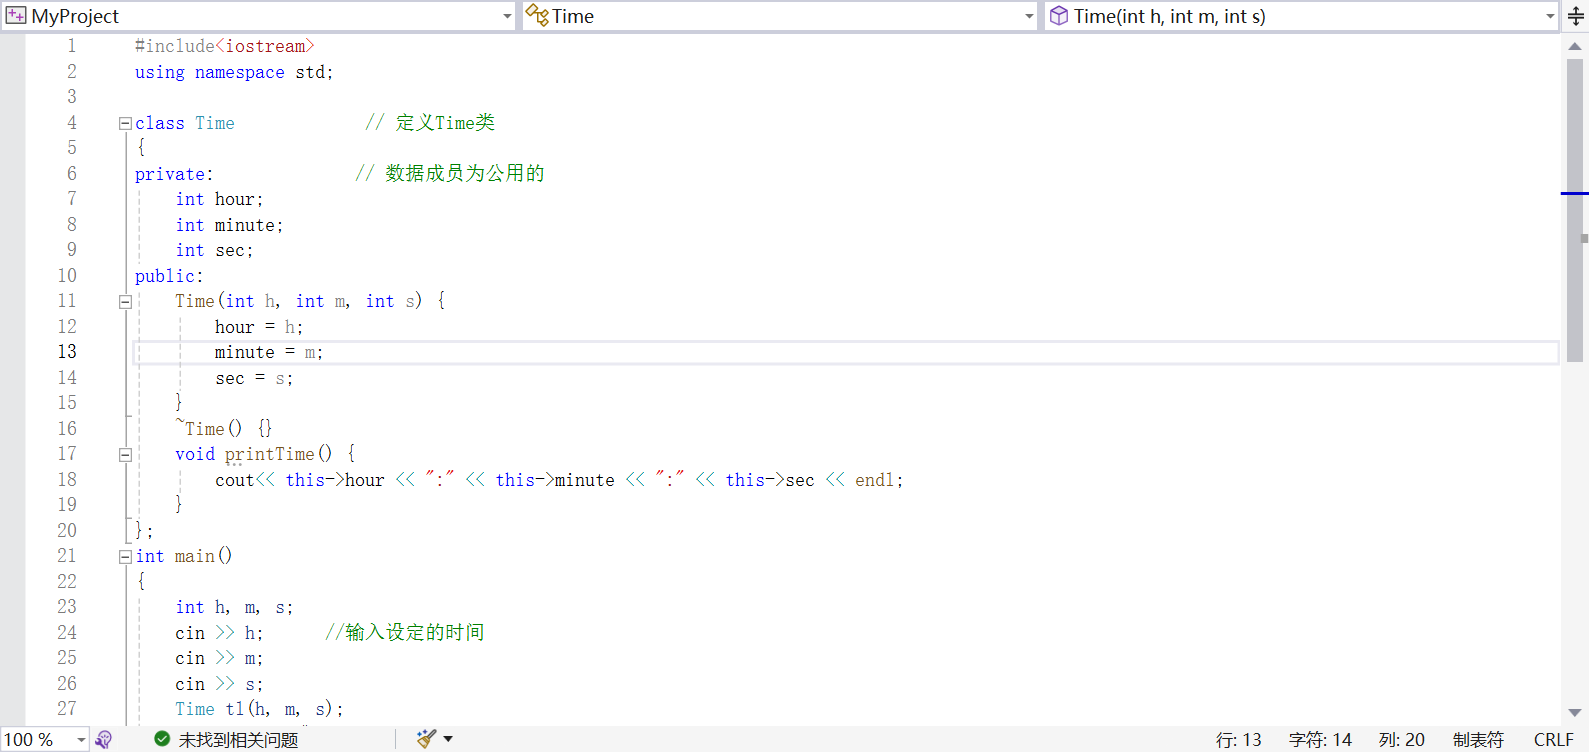 MyProject Time Time(int h, int m, int s)
1 #include<iostream>
2 using namespace std;
3
4 class Time // 定义Time类
5 {
6 private: // 数据成员为公用的
7 int hour;
8 int minute;
9 int sec;
10 public:
11 Time(int h, int m, int s) {
12 hour = h;
13 minute = m;
14 sec = s;
15 }
16 ~Time() {}
17 void printTime() {
18 cout<< this->hour << ":" << this->minute << ":" << this->sec << endl;
19 }
20 };
21 int main()
22 {
23 int h, m, s;
24 cin >> h; //输入设定的时间
25 cin >> m;
26 cin >> s;
27 Time t1(h, m, s);
100 % 未找到相关问题 行: 13 字符: 14 列: 20 制表符 CRLF